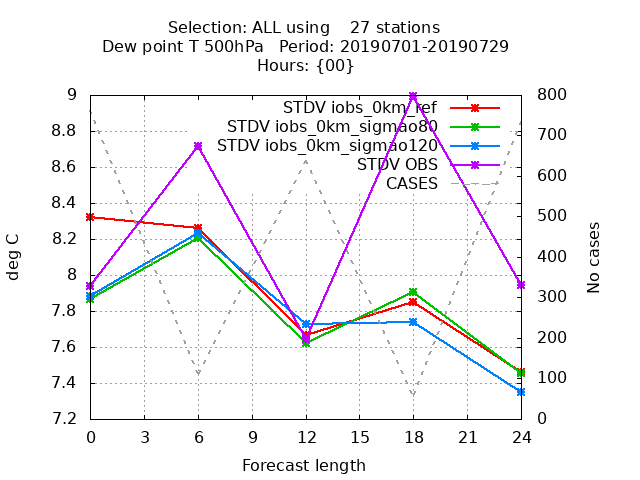 Selection: ALL using    27 stations
Dew point T 500hPa   Period: 20190701-20190729
Hours: {00}
STDV iobs_0km_ref
STDV iobs_0km_sigmao80
STDV iobs_0km_sigmao120
STDV OBS
CASES
9
8.8
8.6
8.4
8.2
8
7.8
7.6
7.4
7.2
deg C
800
700
600
500
400
300
200
100
0
No cases
0 3 6 9 12 15 18 21 24
Forecast length